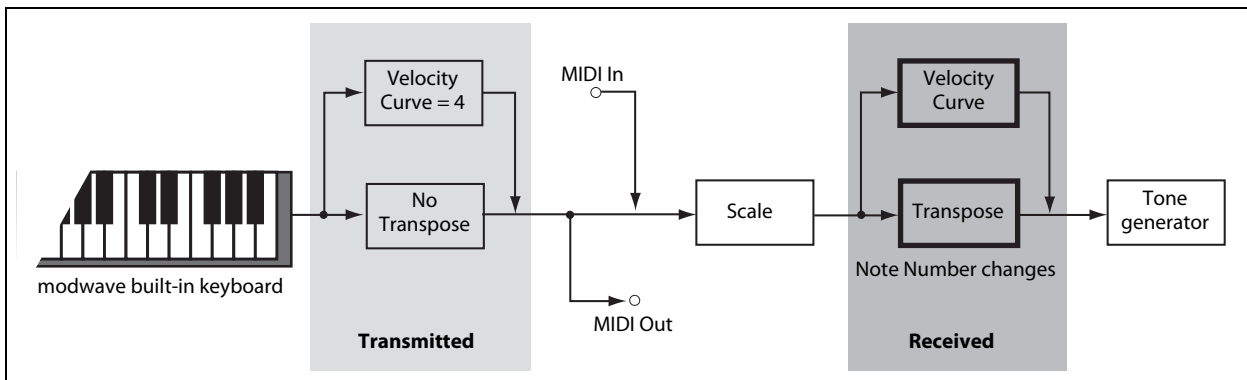 modwave built-in keyboard
Velocity
Curve = 4
No
Transpose
Transmitted
MIDI In
MIDI Out
Scale
Velocity
Curve
Transpose
Note Number changes
Received
Tone
generator